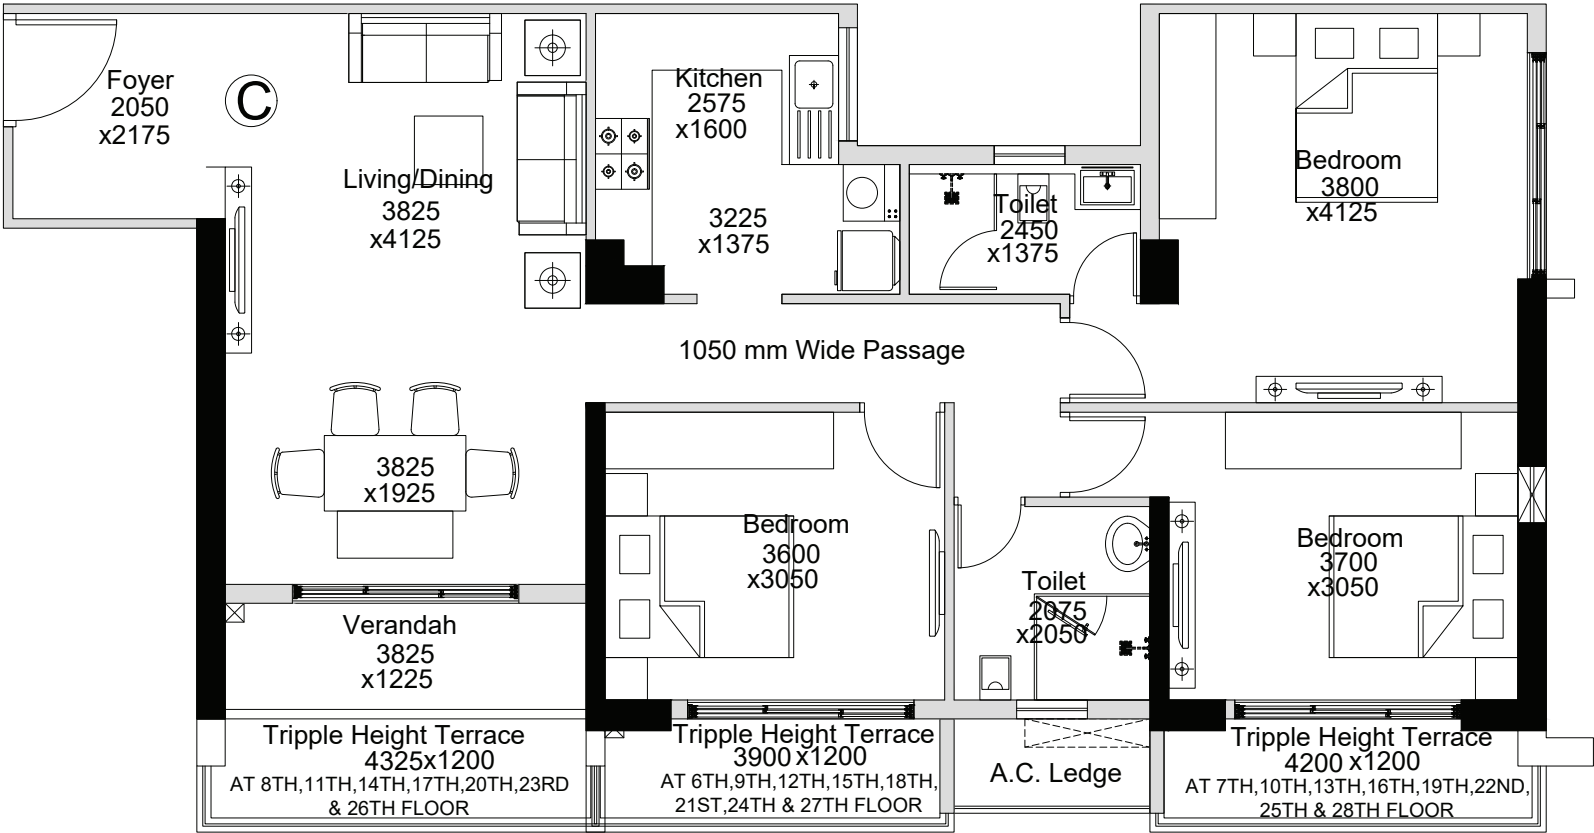 Foyer
2050
x2175
C
Living/Dining
3825
x4125
Kitchen
2575
x1600
3225
x1375
Toilet
2450
x1375
Bedroom
3800
x4125
1050 mm Wide Passage
3825
x1925
Bedroom
3600
x3050
Toilet
2075
x2050
Bedroom
3700
x3050
Verandah
3825
x1225
Tripple Height Terrace
4325x1200
AT 8TH,11TH,14TH,17TH,20TH,23RD
& 26TH FLOOR
Tripple Height Terrace
3900 x1200
AT 6TH,9TH,12TH,15TH,18TH,
21ST,24TH & 27TH FLOOR
A.C. Ledge
Tripple Height Terrace
4200 x1200
AT 7TH,10TH,13TH,16TH,19TH,22ND,
25TH & 28TH FLOOR